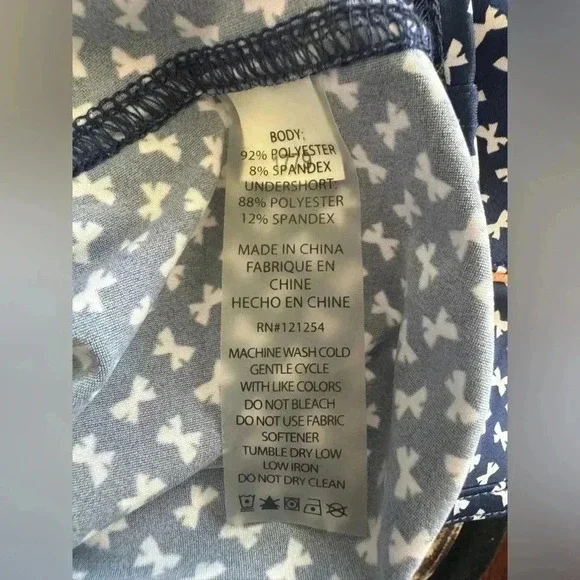 BODY:
92% POLYESTER
8% SPANDEX
UNDERSHORT:
88% POLYESTER
12% SPANDEX
MADE IN CHINA
FABRIQUE EN
CHINE
HECHO EN CHINE
RN#121254
MACHINE WASH COLD
GENTLE CYCLE
WITH LIKE COLORS
DO NOT BLEACH
DO NOT USE FABRIC
SOFTENER
TUMBLE DRY LOW
LOW IRON
DO NOT DRY CLEAN